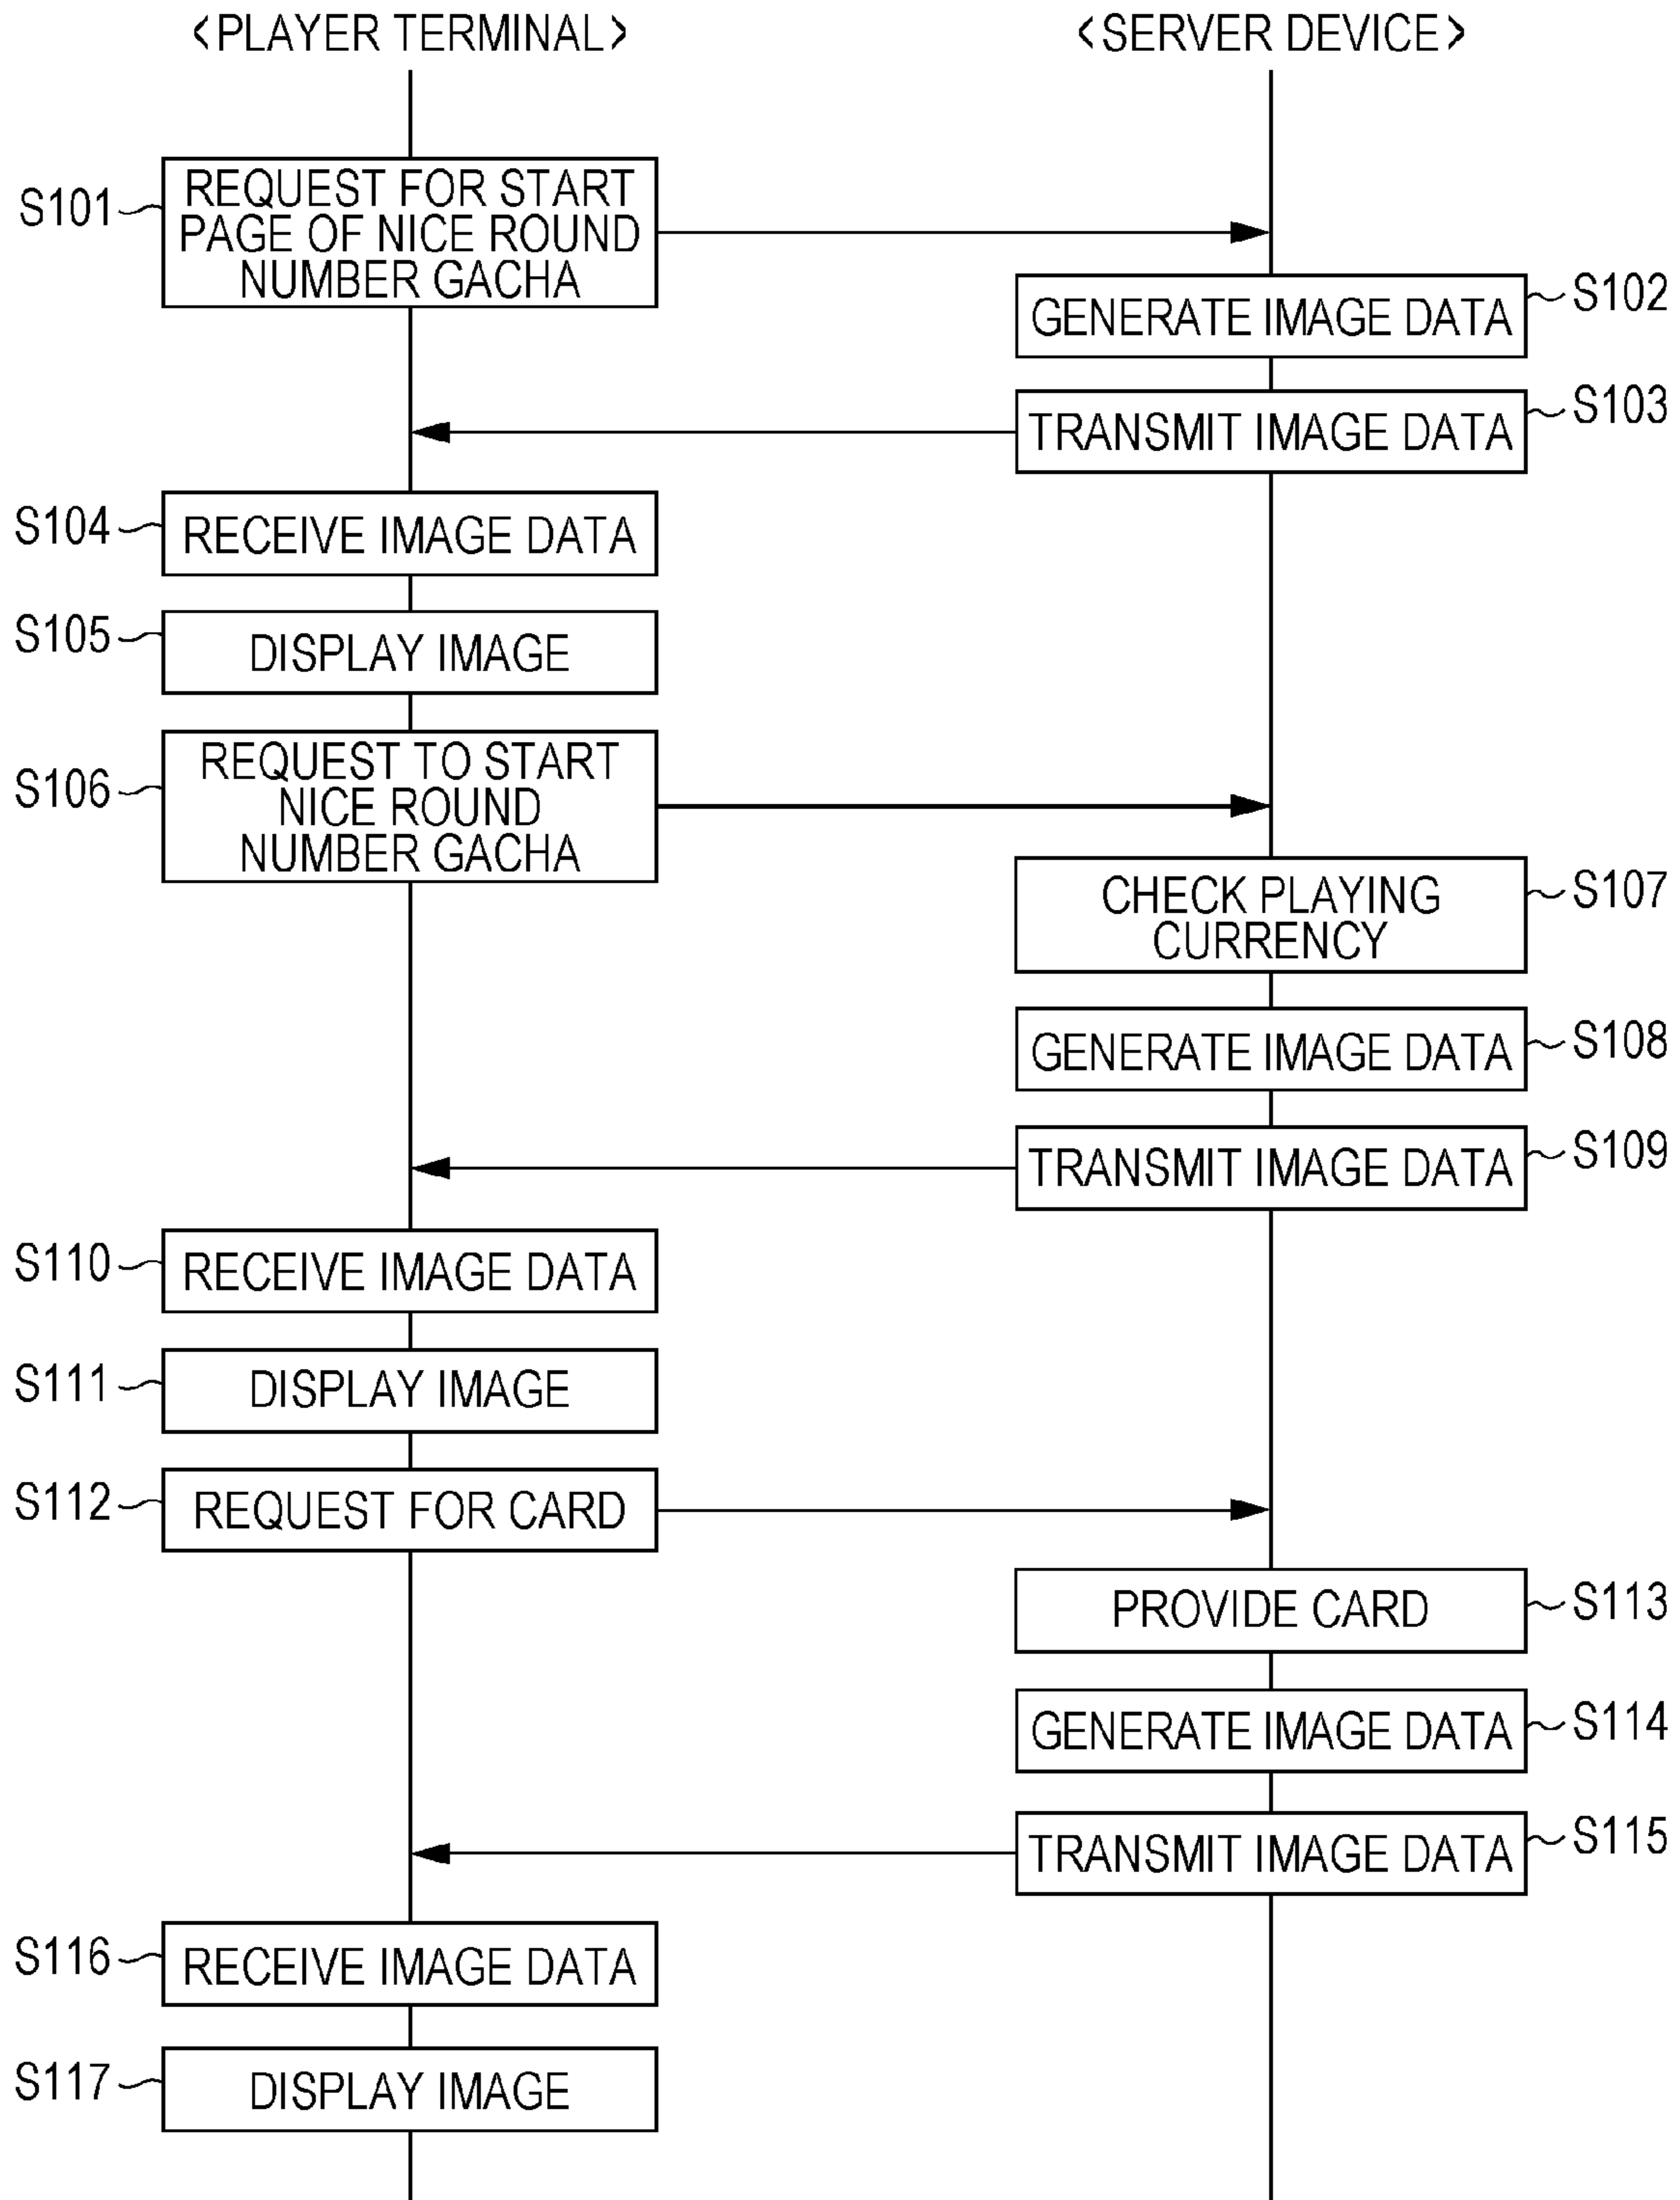 <PLAYER TERMINAL>
<SERVER DEVICE>
S101
REQUEST FOR START
PAGE OF NICE ROUND
NUMBER GACHA
GENERATE IMAGE DATA
S102
TRANSMIT IMAGE DATA
S103
S104
RECEIVE IMAGE DATA
S105
DISPLAY IMAGE
S106
REQUEST TO START
NICE ROUND
NUMBER GACHA
CHECK PLAYING
CURRENCY
S107
GENERATE IMAGE DATA
S108
TRANSMIT IMAGE DATA
S109
S110
RECEIVE IMAGE DATA
S111
DISPLAY IMAGE
S112
REQUEST FOR CARD
PROVIDE CARD
S113
GENERATE IMAGE DATA
S114
TRANSMIT IMAGE DATA
S115
S116
RECEIVE IMAGE DATA
S117
DISPLAY IMAGE